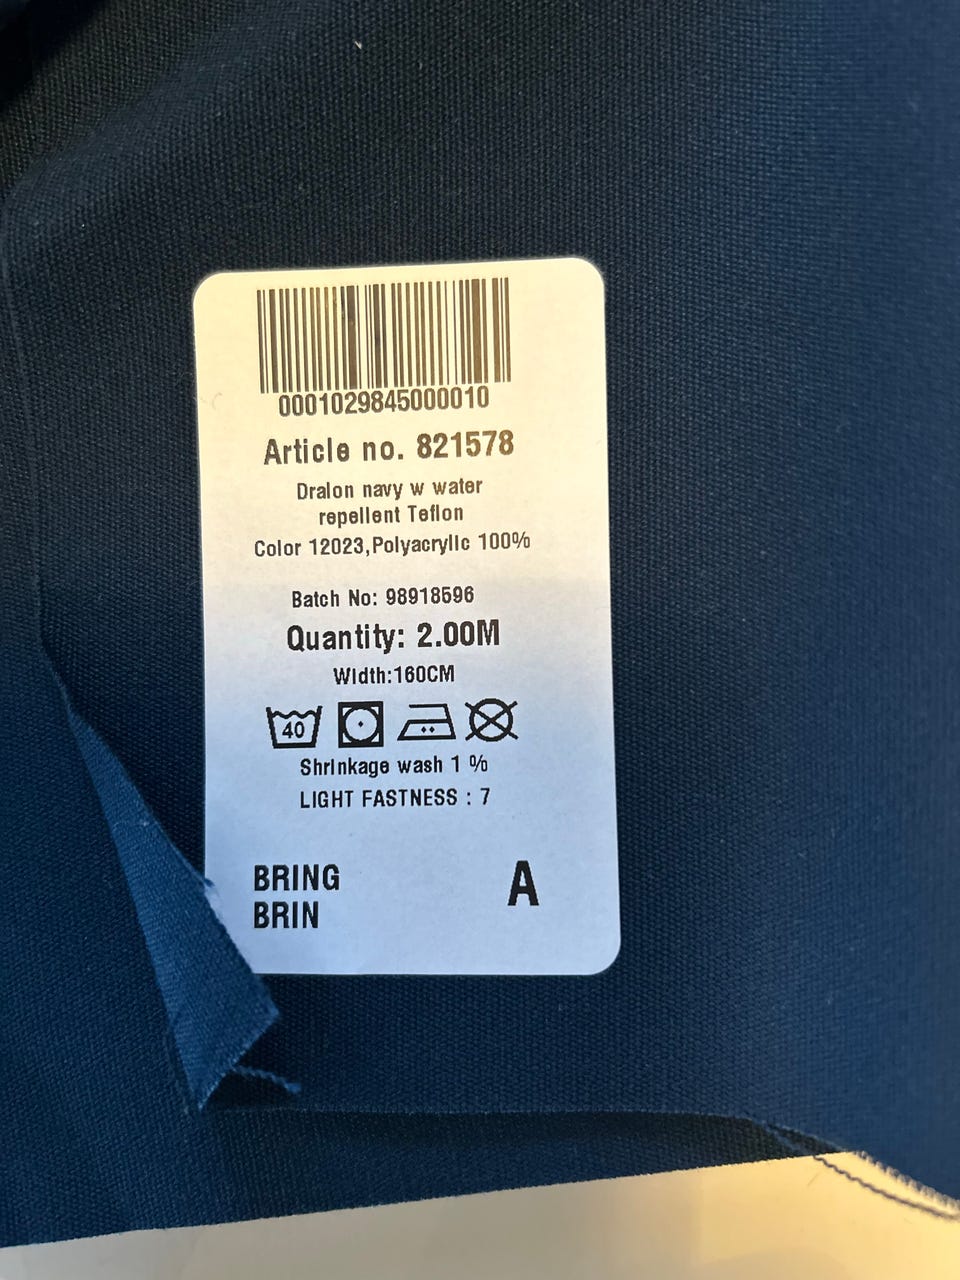 0001029845000010
Article no. 821578
Dralon navy w water
repellent Teflon
Color 12023,Polyacrylic 100%
Batch No: 98918596
Quantity: 2.00M
Width:160CM
40
Shrinkage wash 1 %
LIGHT FASTNESS : 7
BRING A
BRIN